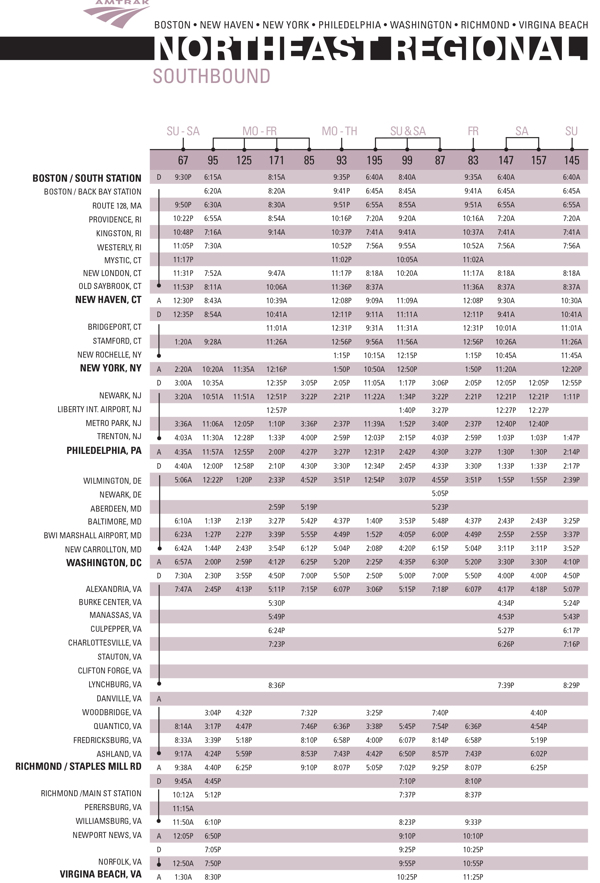 AMTRAK
BOSTON • NEW HAVEN • NEW YORK • PHILEDELPHIA • WASHINGTON • RICHMOND • VIRGINA BEACH
NORTHEAST REGIONAL
SOUTHBOUND
SU - SA MO - FR MO - TH SU & SA FR SA SU
67 95 125 171 85 93 195 99 87 83 147 157 145
BOSTON / SOUTH STATION D 9:30P 6:15A 8:15A 9:35P 6:40A 8:40A 9:35A 6:40A 6:40A
BOSTON / BACK BAY STATION 6:20A 8:20A 9:41P 6:45A 8:45A 9:41A 6:45A 6:45A
ROUTE 128, MA 9:50P 6:30A 8:30A 9:51P 6:55A 8:55A 9:51A 6:55A 6:55A
PROVIDENCE, RI 10:22P 6:55A 8:54A 10:16P 7:20A 9:20A 10:16A 7:20A 7:20A
KINGSTON, RI 10:48P 7:16A 9:14A 10:37P 7:41A 9:41A 10:37A 7:41A 7:41A
WESTERLY, RI 11:05P 7:30A 10:52P 7:56A 9:55A 10:52A 7:56A 7:56A
MYSTIC, CT 11:17P 11:02P 10:05A 11:02A
NEW LONDON, CT 11:31P 7:52A 9:47A 11:17P 8:18A 10:20A 11:17A 8:18A 8:18A
OLD SAYBROOK, CT 11:53P 8:11A 10:06A 11:36P 8:37A 11:36A 8:37A 8:37A
NEW HAVEN, CT A 12:30P 8:43A 10:39A 12:08P 9:09A 11:09A 12:08P 9:30A 10:30A
D 12:35P 8:54A 10:41A 12:11P 9:11A 11:11A 12:11P 9:41A 10:41A
BRIDGEPORT, CT 11:01A 12:31P 9:31A 11:31A 12:31P 10:01A 11:01A
STAMFORD, CT 1:20A 9:28A 11:26A 12:56P 9:56A 11:56A 12:56P 10:26A 11:26A
NEW ROCHELLE, NY 1:15P 10:15A 12:15P 1:15P 10:45A 11:45A
NEW YORK, NY A 2:20A 10:20A 11:35A 12:16P 1:50P 10:50A 12:50P 1:50P 11:20A 12:20P
D 3:00A 10:35A 12:35P 3:05P 2:05P 11:05A 1:17P 3:06P 2:05P 12:05P 12:05P 12:55P
NEWARK, NJ 3:20A 10:51A 11:51A 12:51P 3:22P 2:21P 11:22A 1:34P 3:22P 2:21P 12:21P 12:21P 1:11P
LIBERTY INT. AIRPORT, NJ 12:57P 1:40P 3:27P 12:27P 12:27P
METRO PARK, NJ 3:36A 11:06A 12:05P 1:10P 3:36P 2:37P 11:39A 1:52P 3:40P 2:37P 12:40P 12:40P
TRENTON, NJ 4:03A 11:30A 12:28P 1:33P 4:00P 2:59P 12:03P 2:15P 4:03P 2:59P 1:03P 1:03P 1:47P
PHILEDELPHIA, PA A 4:35A 11:57A 12:55P 2:00P 4:27P 3:27P 12:31P 2:42P 4:30P 3:27P 1:30P 1:30P 2:14P
D 4:40A 12:00P 12:58P 2:10P 4:30P 3:30P 12:34P 2:45P 4:33P 3:30P 1:33P 1:33P 2:17P
WILMINGTON, DE 5:06A 12:22P 1:20P 2:33P 4:52P 3:51P 12:54P 3:07P 4:55P 3:51P 1:55P 1:55P 2:39P
NEWARK, DE 5:05P
ABERDEEN, MD 2:59P 5:19P 5:23P
BALTIMORE, MD 6:10A 1:13P 2:13P 3:27P 5:42P 4:37P 1:40P 3:53P 5:48P 4:37P 2:43P 2:43P 3:25P
BWI MARSHALL AIRPORT, MD 6:23A 1:27P 2:27P 3:39P 5:55P 4:49P 1:52P 4:05P 6:00P 4:49P 2:55P 2:55P 3:37P
NEW CARROLLTON, MD 6:42A 1:44P 2:43P 3:54P 6:12P 5:04P 2:08P 4:20P 6:15P 5:04P 3:11P 3:11P 3:52P
WASHINGTON, DC A 6:57A 2:00P 2:59P 4:12P 6:25P 5:20P 2:25P 4:35P 6:30P 5:20P 3:30P 3:30P 4:10P
D 7:30A 2:30P 3:55P 4:50P 7:00P 5:50P 2:50P 5:00P 7:00P 5:50P 4:00P 4:00P 4:50P
ALEXANDRIA, VA 7:47A 2:45P 4:13P 5:11P 7:15P 6:07P 3:06P 5:15P 7:18P 6:07P 4:17P 4:18P 5:07P
BURKE CENTER, VA 5:30P 4:34P 5:24P
MANASSAS, VA 5:49P 4:53P 5:43P
CULPEPPER, VA 6:24P 5:27P 6:17P
CHARLOTTESVILLE, VA 7:23P 6:26P 7:16P
STAUTON, VA
CLIFTON FORGE, VA
LYNCHBURG, VA 8:36P 7:39P 8:29P
DANVILLE, VA A
WOODBRIDGE, VA 3:04P 4:32P 7:32P 3:25P 7:40P 4:40P
QUANTICO, VA 8:14A 3:17P 4:47P 7:46P 6:36P 3:38P 5:45P 7:54P 6:36P 4:54P
FREDRICKSBURG, VA 8:33A 3:39P 5:18P 8:10P 6:58P 4:00P 6:07P 8:14P 6:58P 5:19P
ASHLAND, VA 9:17A 4:24P 5:59P 8:53P 7:43P 4:42P 6:50P 8:57P 7:43P 6:02P
RICHMOND / STAPLES MILL RD A 9:38A 4:40P 6:25P 9:10P 8:07P 5:05P 7:02P 9:25P 8:07P 6:25P
D 9:45A 4:45P 7:10P 8:10P
RICHMOND /MAIN ST STATION 10:12A 5:12P 7:37P 8:37P
PERERSBURG, VA 11:15A
WILLIAMSBURG, VA 11:50A 6:10P 8:23P 9:33P
NEWPORT NEWS, VA A 12:05P 6:50P 9:10P 10:10P
D 7:05P 9:25P 10:25P
NORFOLK, VA 12:50A 7:50P 9:55P 10:55P
VIRGINA BEACH, VA A 1:30A 8:30P 10:25P 11:25P